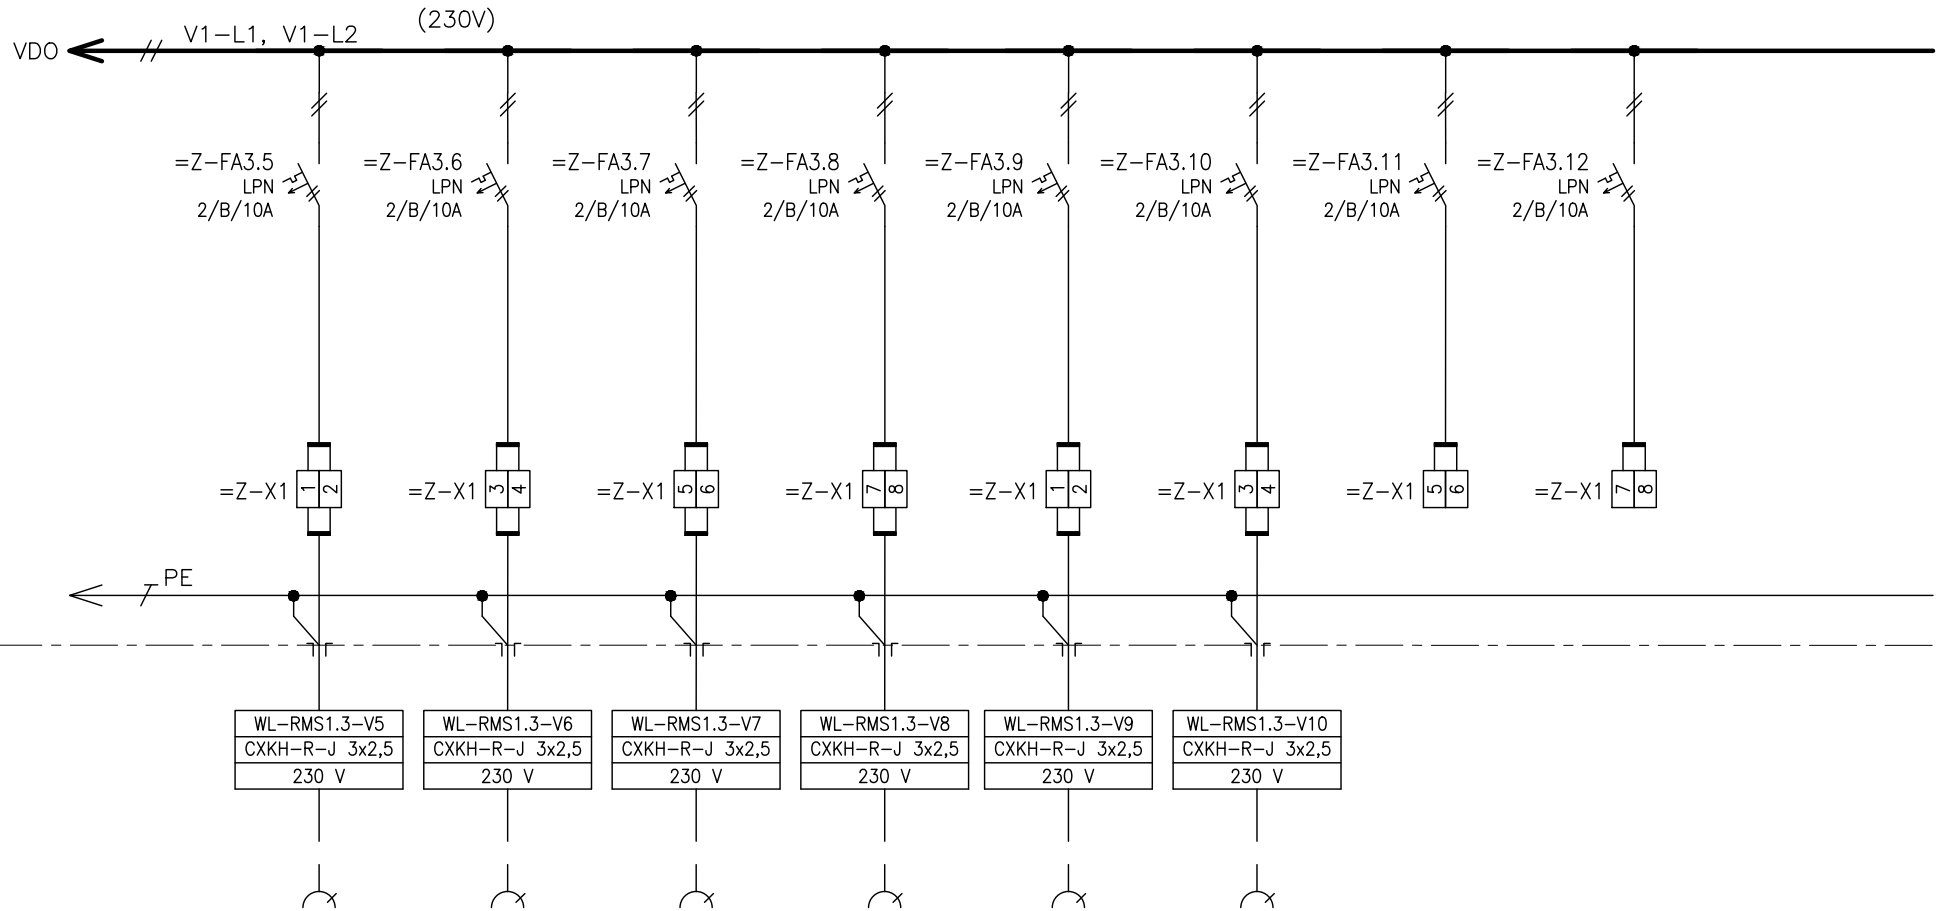 (230V)
V1-L1, V1-L2
VDO
=Z-FA3.5
LPN
2/B/10A
=Z-FA3.6
LPN
2/B/10A
=Z-FA3.7
LPN
2/B/10A
=Z-FA3.8
LPN
2/B/10A
=Z-FA3.9
LPN
2/B/10A
=Z-FA3.10
LPN
2/B/10A
=Z-FA3.11
LPN
2/B/10A
=Z-FA3.12
LPN
2/B/10A
=Z-X1 1 2
=Z-X1 3 4
=Z-X1 5 6
=Z-X1 7 8
=Z-X1 1 2
=Z-X1 3 4
=Z-X1 5 6
=Z-X1 7 8
PE
WL-RMS1.3-V5
CXKH-R-J 3x2,5
230 V
WL-RMS1.3-V6
CXKH-R-J 3x2,5
230 V
WL-RMS1.3-V7
CXKH-R-J 3x2,5
230 V
WL-RMS1.3-V8
CXKH-R-J 3x2,5
230 V
WL-RMS1.3-V9
CXKH-R-J 3x2,5
230 V
WL-RMS1.3-V10
CXKH-R-J 3x2,5
230 V